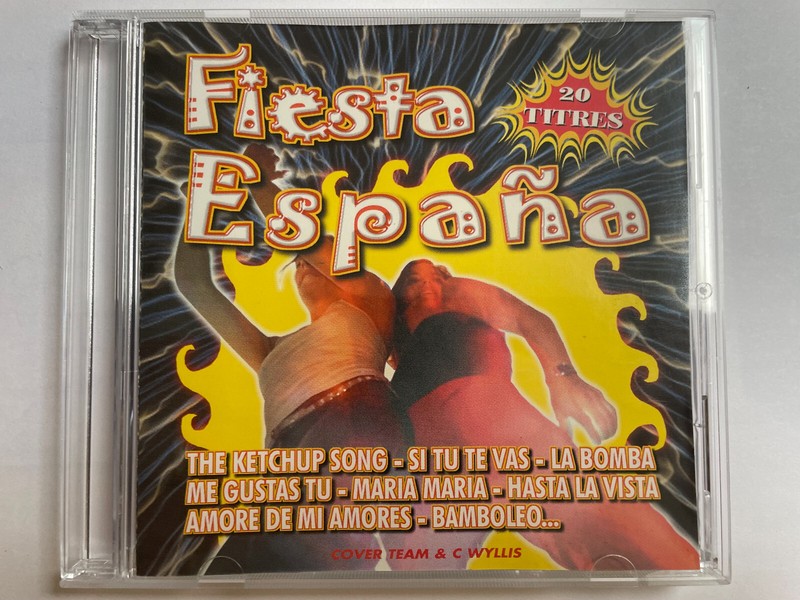 Fiesta
España
20
TITRES
THE KETCHUP SONG - SI TU TE VAS - LA BOMBA
ME GUSTAS TU - MARIA MARIA - HASTA LA VISTA
AMORE DE MI AMORES - BAMBOLEO...
COVER TEAM & C WYLLIS